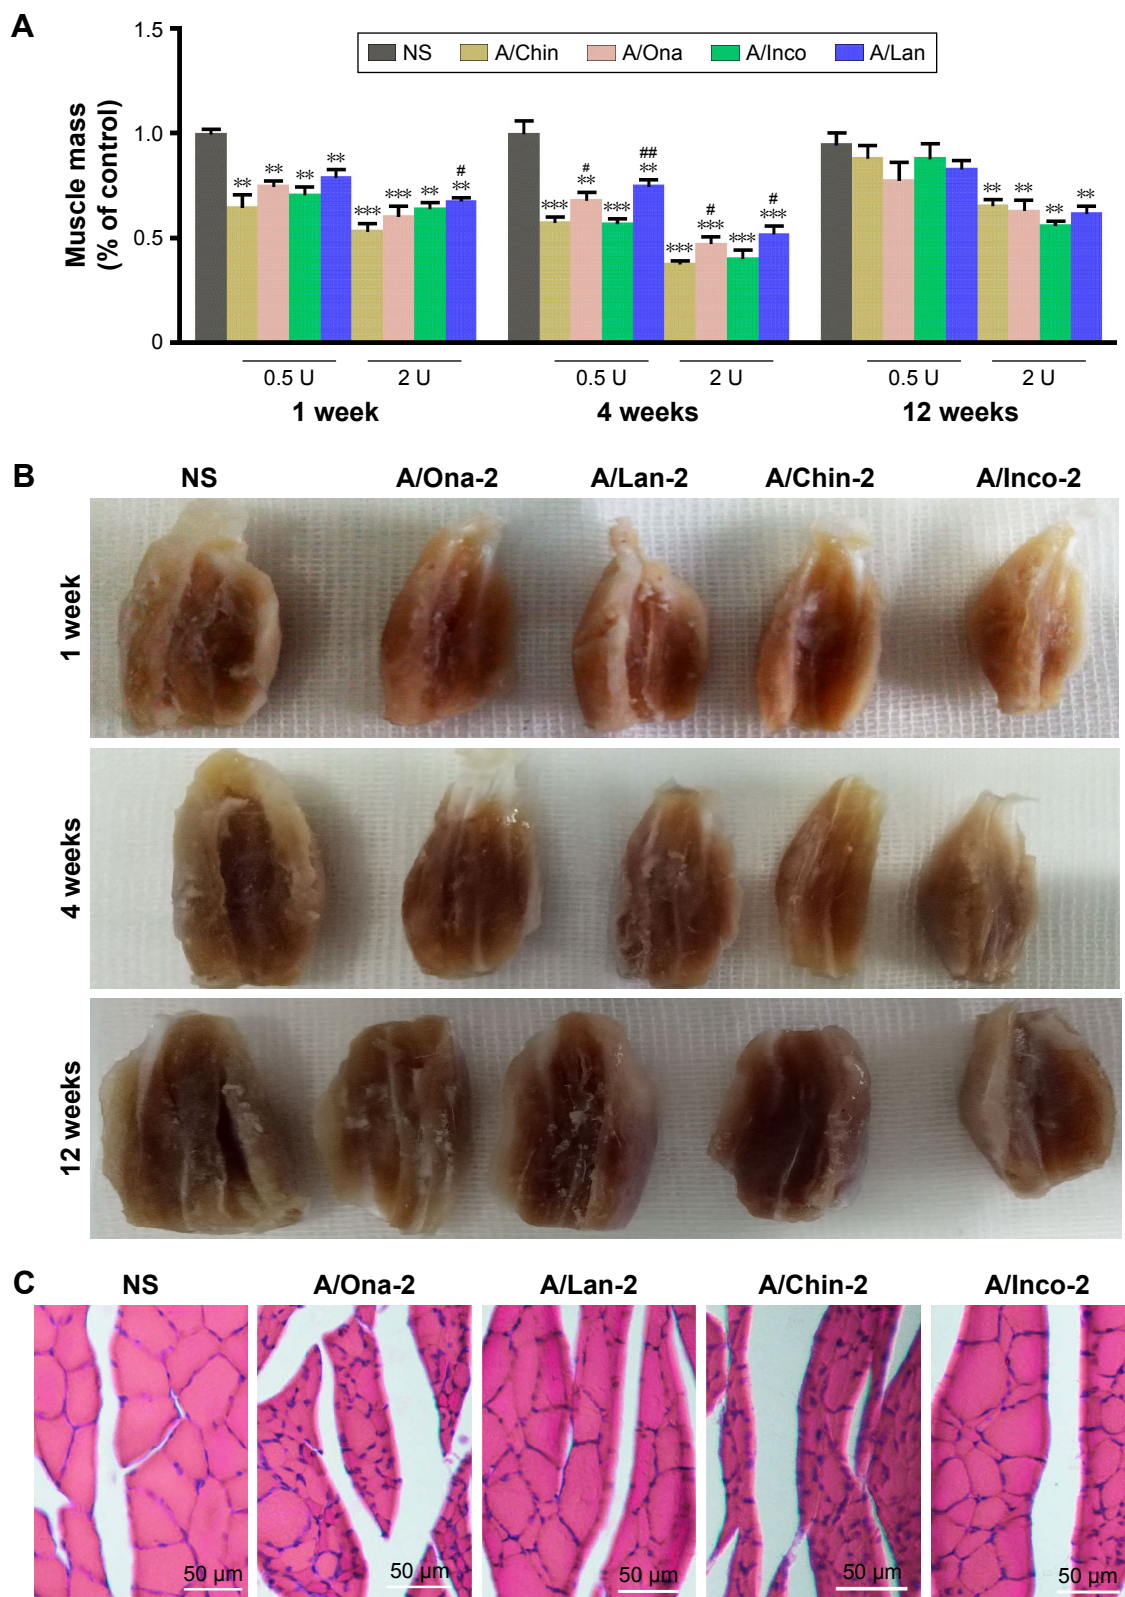 A
Muscle mass
(% of control)
1.5
1.0
0.5
0
NS A/Chin A/Ona A/Inco A/Lan
** ** ** ** *** *** ** # **
*** # ** *** ## ** *** # *** *** # ***
** ** ** **
0.5 U 2 U 0.5 U 2 U 0.5 U 2 U
1 week 4 weeks 12 weeks
B
NS A/Ona-2 A/Lan-2 A/Chin-2 A/Inco-2
1 week
4 weeks
12 weeks
C
NS A/Ona-2 A/Lan-2 A/Chin-2 A/Inco-2
50 µm 50 µm 50 µm 50 µm 50 µm